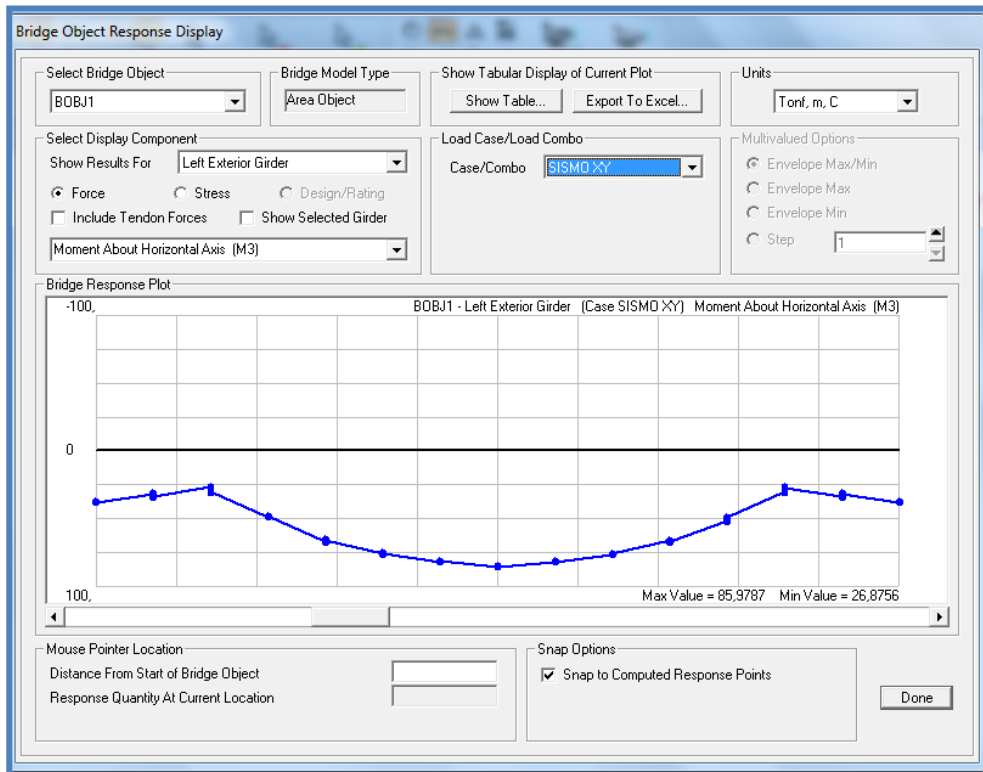 Bridge Object Response Display
Select Bridge Object
BOBJ1
Bridge Model Type
Area Object
Show Tabular Display of Current Plot
Show Table...
Export To Excel...
Units
Tonf, m, C
Select Display Component
Show Results For
Left Exterior Girder
Force
Stress
Design/Rating
Include Tendon Forces
Show Selected Girder
Moment About Horizontal Axis (M3)
Load Case/Load Combo
Case/Combo
SISMO XY
Multivalued Options
Envelope Max/Min
Envelope Max
Envelope Min
Step
1
Bridge Response Plot
-100,
BOBJ1 - Left Exterior Girder (Case SISMO XY) Moment About Horizontal Axis (M3)
0
100,
Max Value = 85,9787 Min Value = 26,8756
Mouse Pointer Location
Distance From Start of Bridge Object
Response Quantity At Current Location
Snap Options
Snap to Computed Response Points
Done